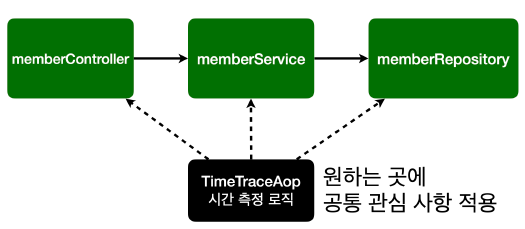 memberController
memberService
memberRepository
TimeTraceAop
시간 측정 로직
원하는 곳에
공통 관심 사항 적용